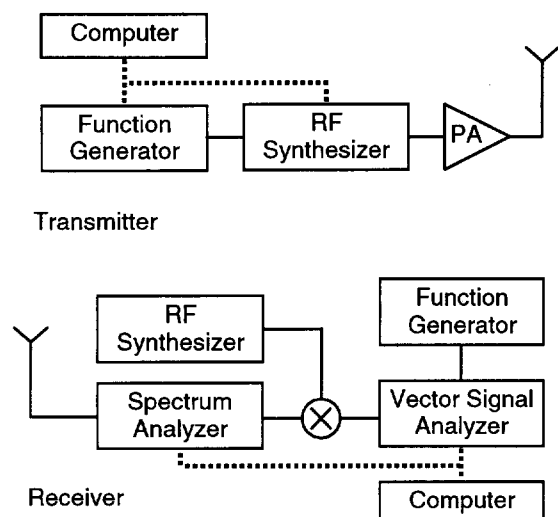 Computer
Function
Generator
RF
Synthesizer
PA
Transmitter
RF
Synthesizer
Function
Generator
Spectrum
Analyzer
Vector Signal
Analyzer
Receiver
Computer